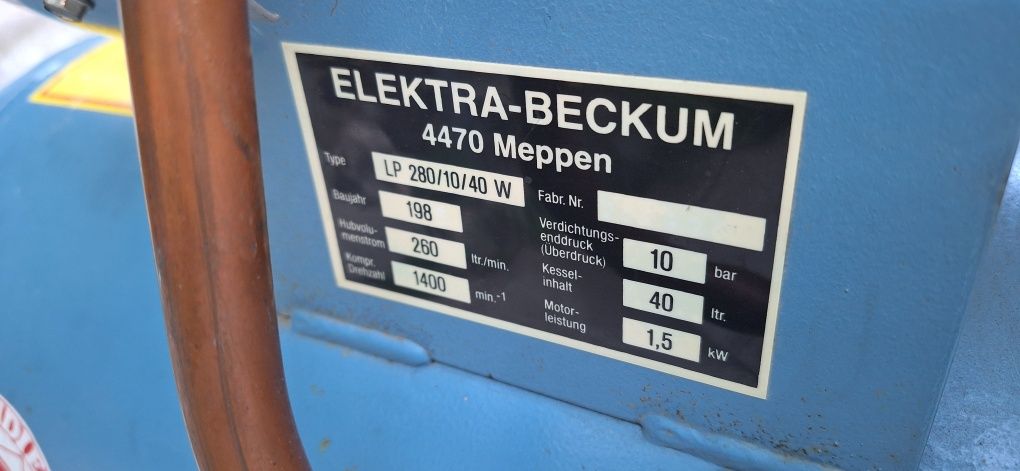 ELEKTRA-BECKUM
4470 Meppen
Type LP 280/10/40 W
Fabr. Nr.
Baujahr 198
Verdichtungs-
enddruck
(Überdruck) 10 bar
Hubvolu-
menstrom 260 ltr./min.
Kessel-
inhalt 40 ltr.
Kompr.
Drehzahl 1400 min.-1
Motor-
leistung 1,5 kW